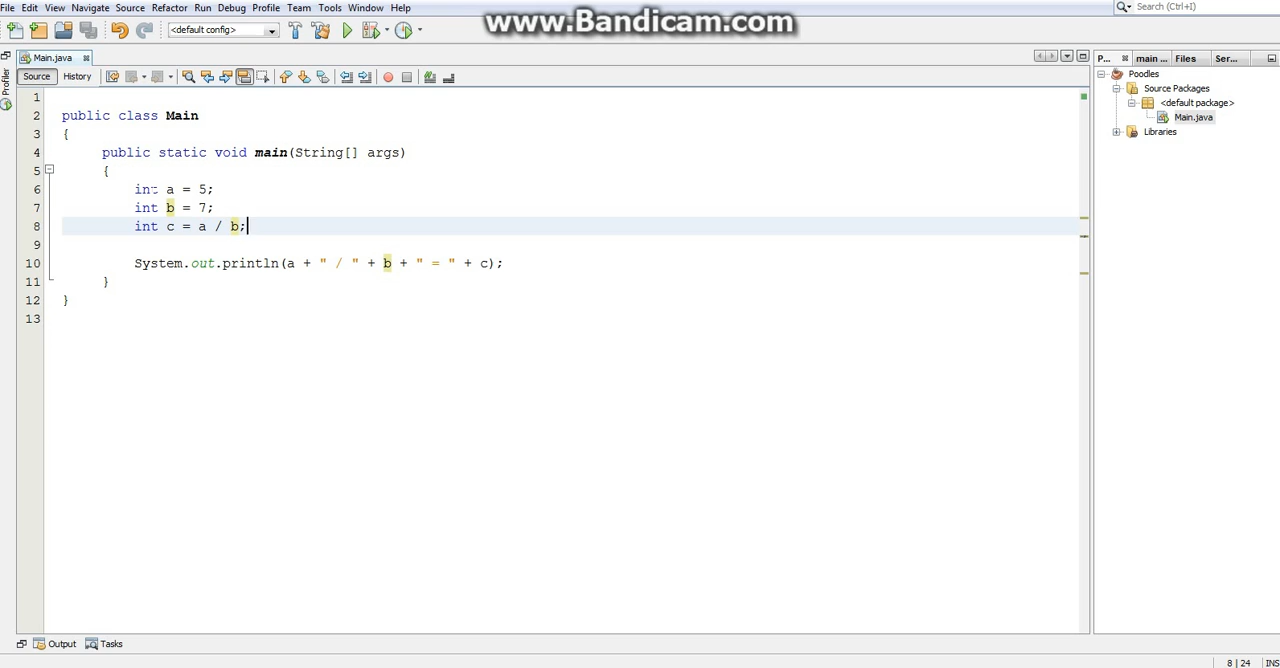 www.Bandicam.com
File Edit View Navigate Source Refactor Run Debug Profile Team Tools Window Help
Search (Ctrl+I)
<default config>
Main.java
P... main ... Files Ser...
Source History
Profiler
Poodles
Source Packages
<default package>
Main.java
Libraries
1
2 public class Main
3 {
4 public static void main(String[] args)
5 {
6 int a = 5;
7 int b = 7;
8 int c = a / b;
9
10 System.out.println(a + " / " + b + " = " + c);
11 }
12 }
13
Output Tasks
8 | 24 INS